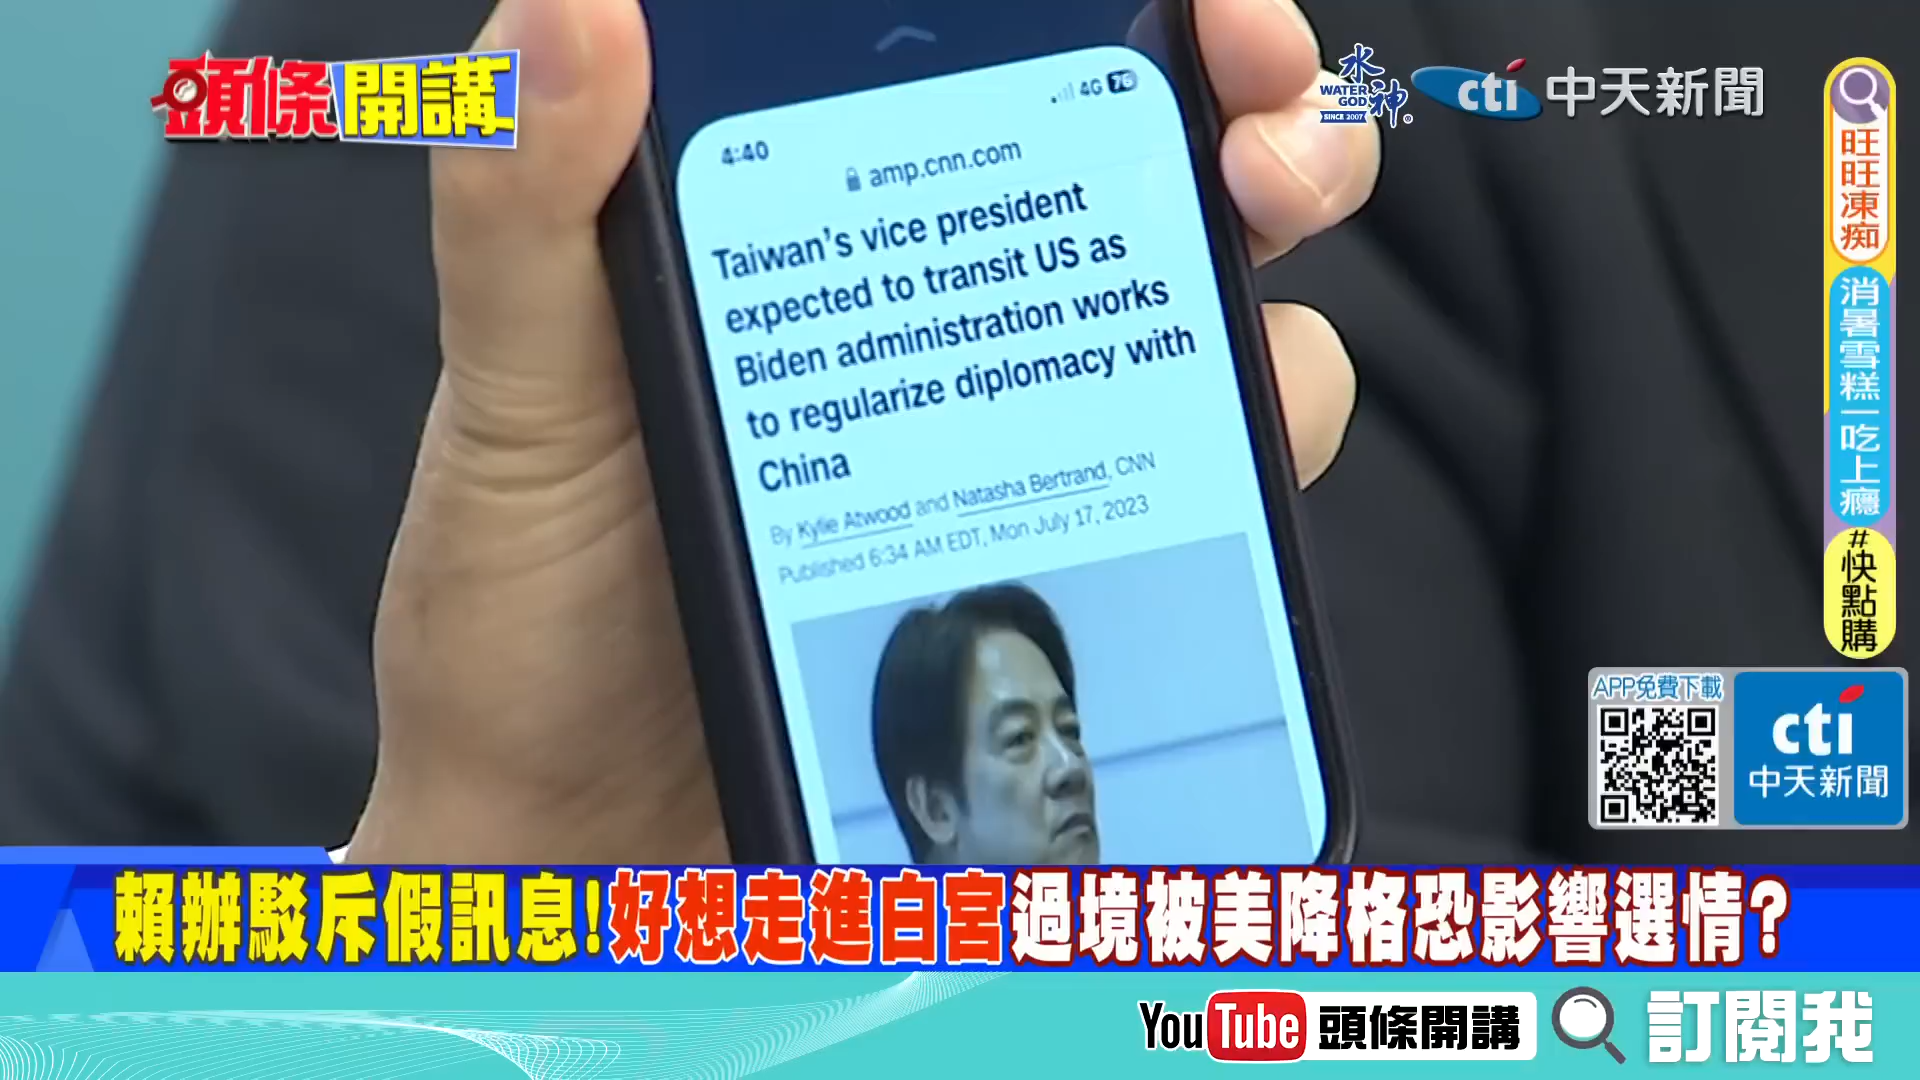 頭條開講
水神
WATER
GOD
SINCE 2007
cti 中天新聞
旺旺凍痴
消暑雪糕一吃上癮
#快點購
4:40
4G 76
amp.cnn.com
Taiwan's vice president
expected to transit US as
Biden administration works
to regularize diplomacy with
China
By Kylie Atwood and Natasha Bertrand, CNN
Published 6:34 AM EDT, Mon July 17, 2023
APP免費下載
cti
中天新聞
賴辦駁斥假訊息!好想走進白宮過境被美降格恐影響選情?
YouTube 頭條開講 訂閱我